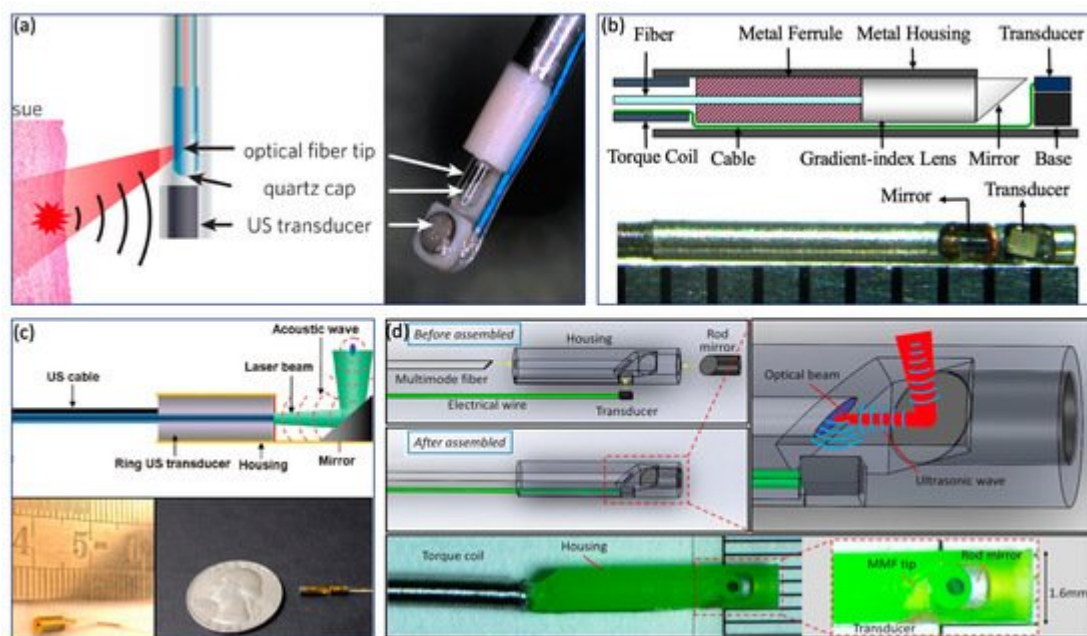 (a)
sue
optical fiber tip
quartz cap
US transducer
(b)
Fiber
Metal Ferrule
Metal Housing
Transducer
Torque Coil
Cable
Gradient-index Lens
Mirror
Base
Mirror
Transducer
(c)
Acoustic wave
Laser beam
US cable
Ring US transducer
Housing
Mirror
4
5
(d)
Before assembled
Housing
Rod
mirror
Multimode fiber
Electrical wire
Transducer
After assembled
Optical beam
Ultrasonic wave
Torque coil
Housing
Rod mirror
MMF tip
1.6mm
Transducer